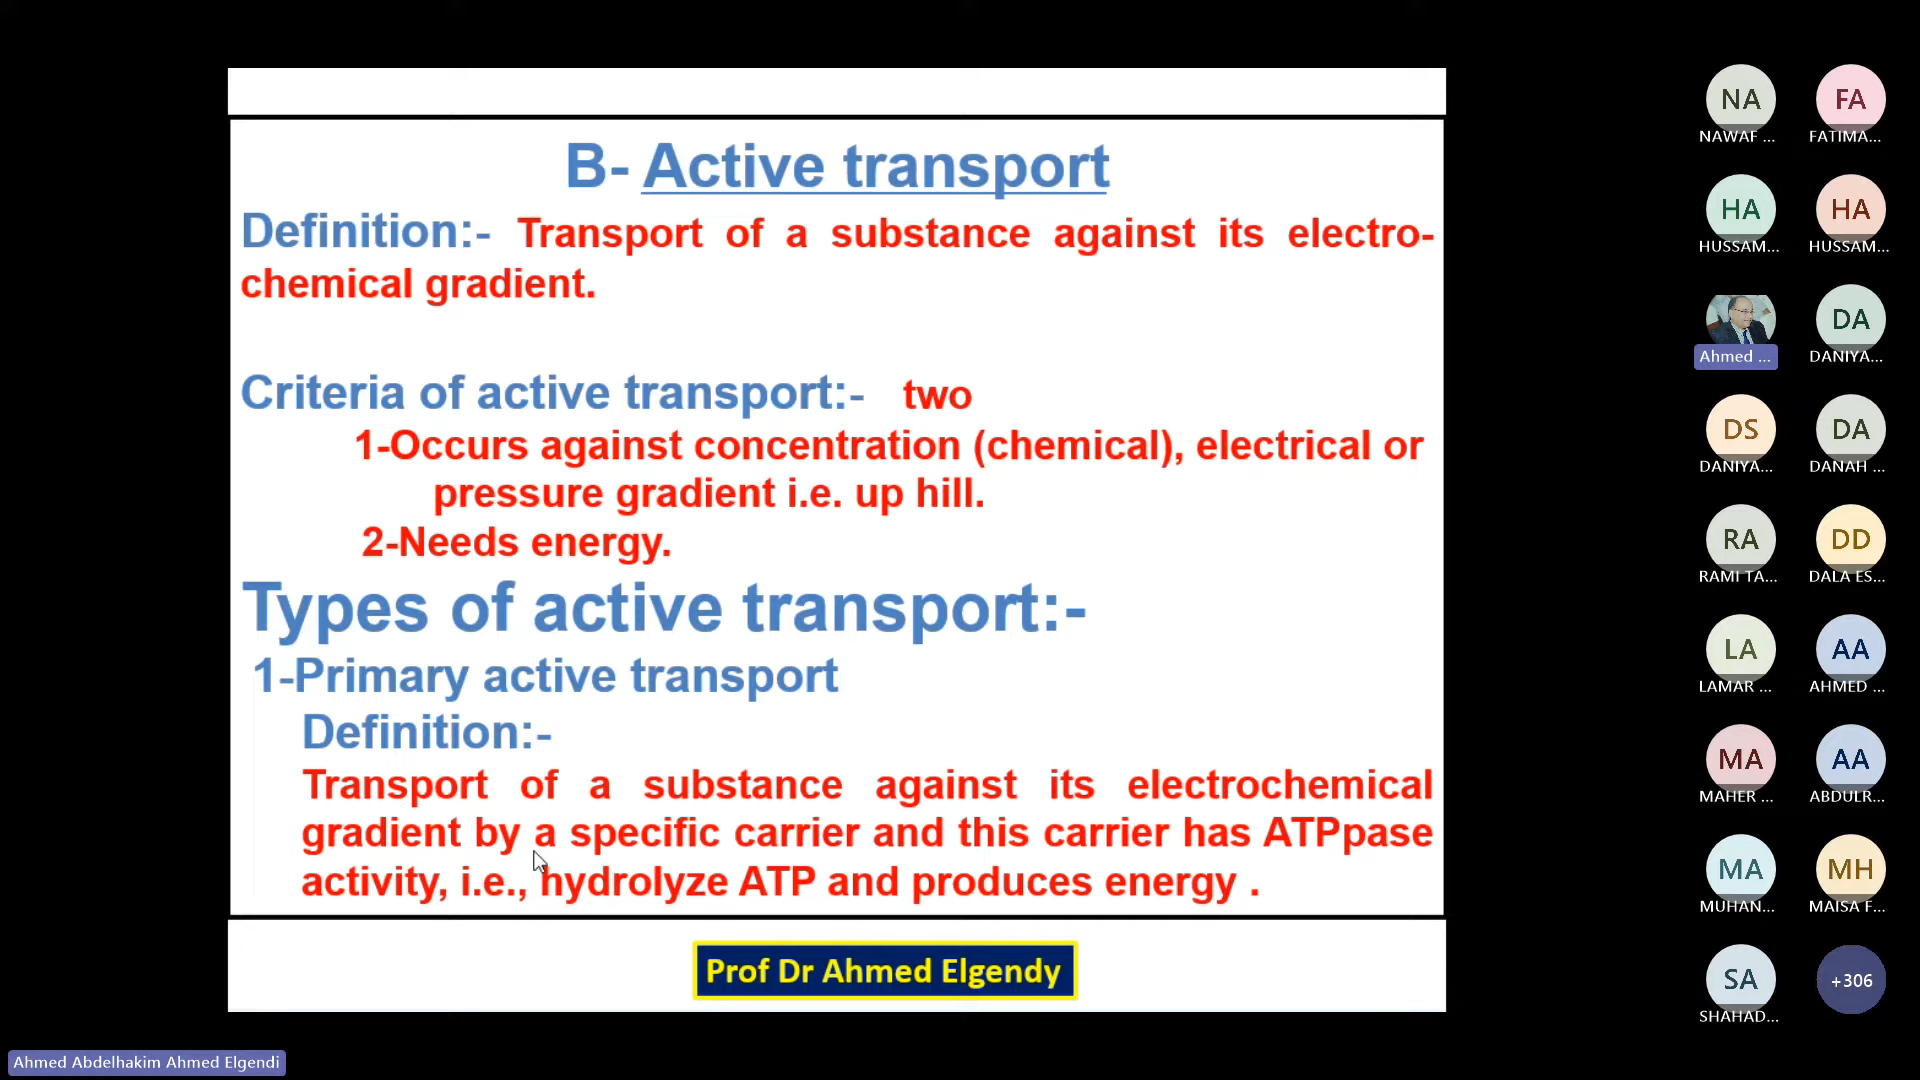 B- Active transport
Definition:- Transport of a substance against its electro-
chemical gradient.
Criteria of active transport:- two
1-Occurs against concentration (chemical), electrical or
pressure gradient i.e. up hill.
2-Needs energy.
Types of active transport:-
1-Primary active transport
Definition:-
Transport of a substance against its electrochemical
gradient by a specific carrier and this carrier has ATPpase
activity, i.e., hydrolyze ATP and produces energy .
Prof Dr Ahmed Elgendy
Ahmed Abdelhakim Ahmed Elgendi
NA FA
NAWAF ... FATIMA...
HA HA
HUSSAM... HUSSAM...
DA
Ahmed ... DANIYA...
DS DA
DANIYA... DANAH ...
RA DD
RAMI TA... DALA ES...
LA AA
LAMAR ... AHMED ...
MA AA
MAHER ... ABDULR...
MA MH
MUHAN... MAISA F...
SA +306
SHAHAD...